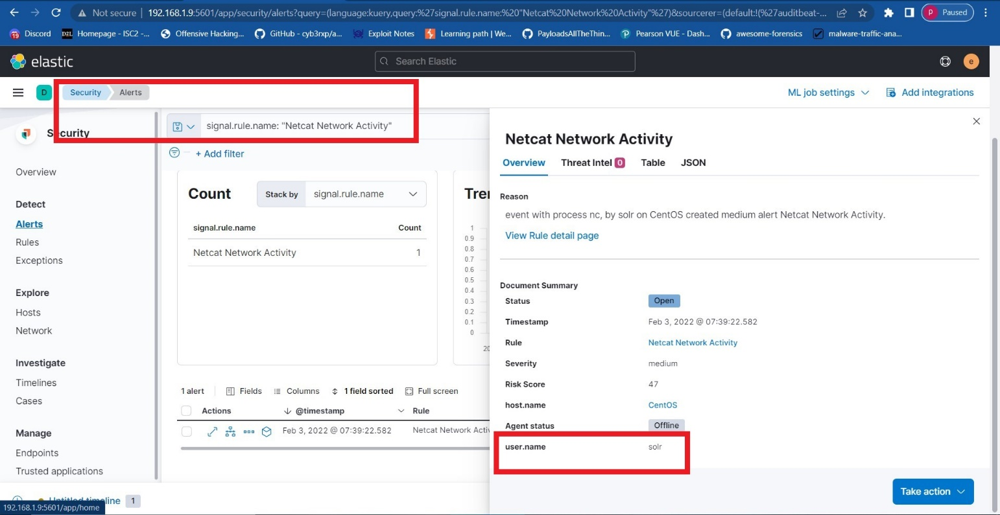 Not secure
192.168.1.9:5601/app/security/alerts?query=(language:kuery,query:%27signal.rule.name:%20"Netcat%20Network%20Activity"%27)&sourcerer=(default:!(%27auditbeat-...
P Paused
19 Discord
D2L Homepage - ISC2 -...
Offensive Hacking...
GitHub - cyb3rxp/a...
Exploit Notes
Learning path | We...
PayloadsAllTheThin...
Pearson VUE - Dash...
awesome-forensics
malware-traffic-ana...
elastic
Search Elastic
e
D
Security
Alerts
ML job settings
Add integrations
Security
signal.rule.name: "Netcat Network Activity"
+ Add filter
Overview
Detect
Alerts
Rules
Exceptions
Explore
Hosts
Network
Investigate
Timelines
Cases
Manage
Endpoints
Trusted applications
Untitled timeline 1
192.168.1.9:5601/app/home
Count
Stack by signal.rule.name
signal.rule.name Count
Netcat Network Activity 1
Tre
1
0.9
0.8
0.7
0.6
0.5
0.4
0.3
0.2
0.1
0
20
1 alert Fields Columns 1 field sorted Full screen
Actions @timestamp Rule
Feb 3, 2022 @ 07:39:22.582 Netcat Network Activ
Netcat Network Activity
Overview Threat Intel 0 Table JSON
Reason
event with process nc, by solr on CentOS created medium alert Netcat Network Activity.
View Rule detail page
Document Summary
Status Open
Timestamp Feb 3, 2022 @ 07:39:22.582
Rule Netcat Network Activity
Severity medium
Risk Score 47
host.name CentOS
Agent status Offline
user.name solr
Take action